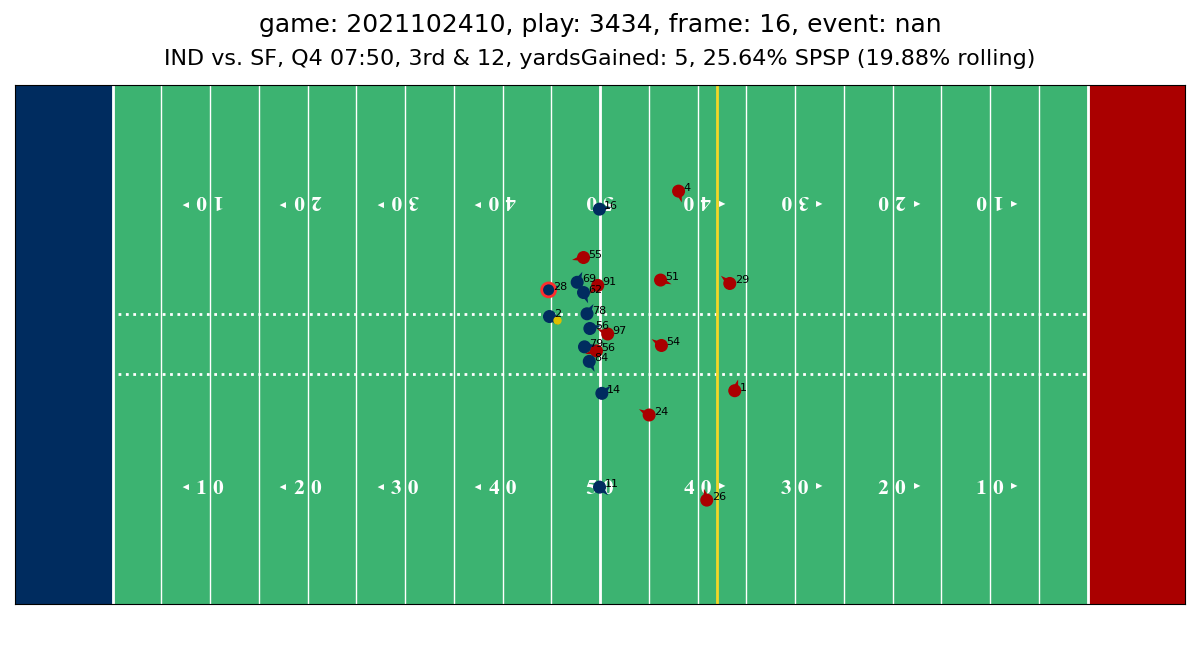 game: 2021102410, play: 3434, frame: 16, event: nan
IND vs. SF, Q4 07:50, 3rd & 12, yardsGained: 5, 25.64% SPSP (19.88% rolling)
4
10 20 30 40 50 40 30 20 10
16
55
69 91 51 29
28 62
2 78
56 97
79 56 54
84
14 1
24
11
10 20 30 40 50 40 30 20 10
26